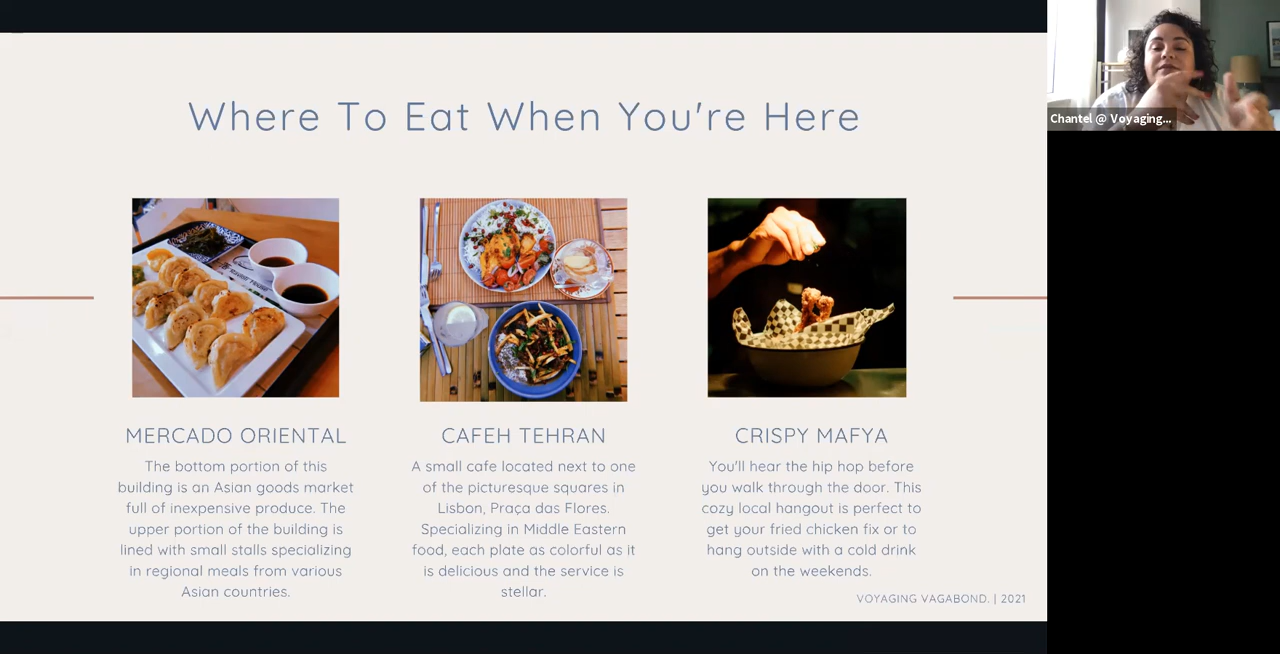 Where To Eat When You're Here
MERCADO ORIENTAL
The bottom portion of this
building is an Asian goods market
full of inexpensive produce. The
upper portion of the building is
lined with small stalls specializing
in regional meals from various
Asian countries.
CAFEH TEHRAN
A small cafe located next to one
of the picturesque squares in
Lisbon, Praça das Flores.
Specializing in Middle Eastern
food, each plate as colorful as it
is delicious and the service is
stellar.
CRISPY MAFYA
You'll hear the hip hop before
you walk through the door. This
cozy local hangout is perfect to
get your fried chicken fix or to
hang outside with a cold drink
on the weekends.
VOYAGING VAGABOND. | 2021
Chantel @ Voyaging...